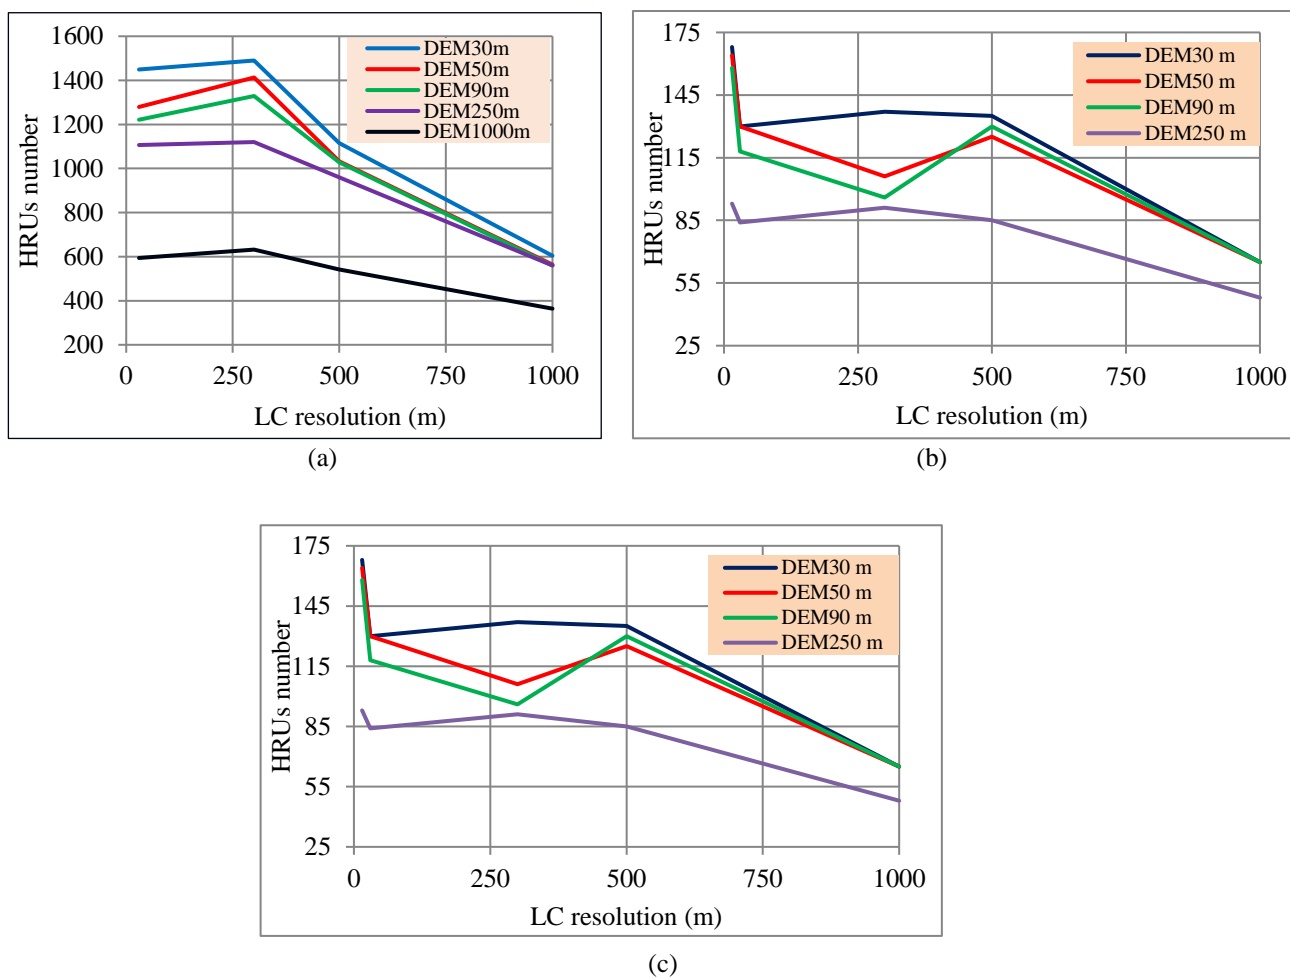 1600
1400
1200
1000
800
600
400
200
HRUs number
DEM30m
DEM50m
DEM90m
DEM250m
DEM1000m
0 250 500 750 1000
LC resolution (m)
(a)
175
145
115
85
55
25
HRUs number
DEM30 m
DEM50 m
DEM90 m
DEM250 m
0 250 500 750 1000
LC resolution (m)
(b)
175
145
115
85
55
25
HRUs number
DEM30 m
DEM50 m
DEM90 m
DEM250 m
0 250 500 750 1000
LC resolution (m)
(c)